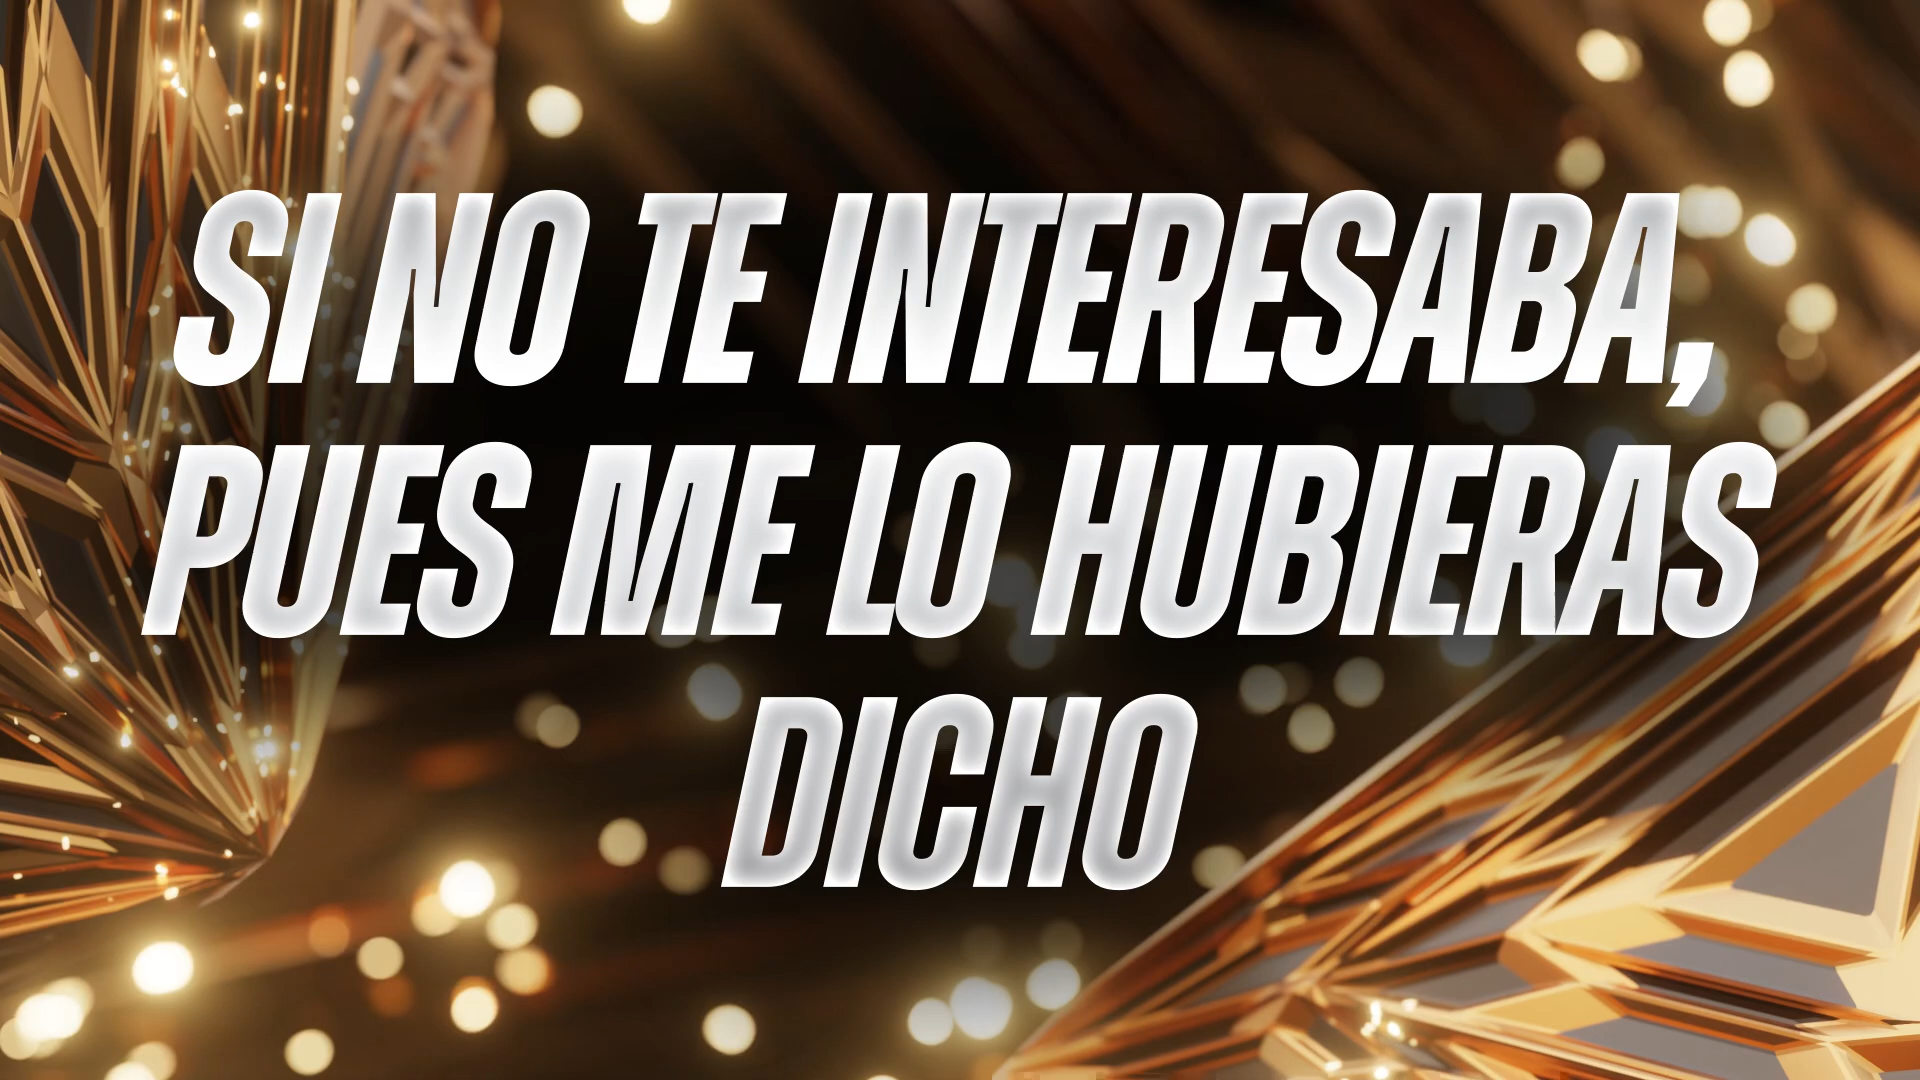 SI NO TE INTERESABA,
PUES ME LO HUBIERAS
DICHO